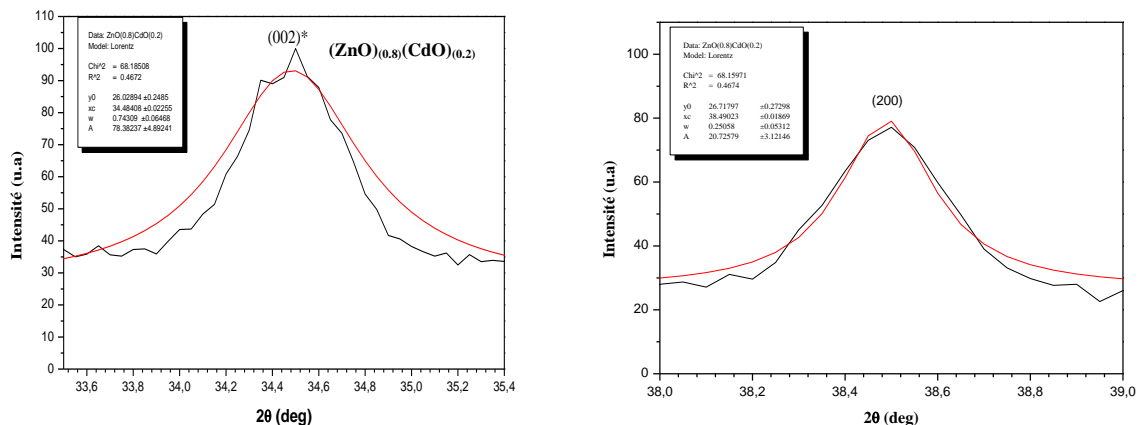 110
100
90
80
70
60
50
40
30
20
10
0
Intensité (u.a)
Data: ZnO(0.8)CdO(0.2)
Model: Lorentz
Chi^2 = 68.18508
R^2 = 0.4672
y0 26.02894 ±0.2485
xc 34.48408 ±0.02255
w 0.74309 ±0.06468
A 78.38237 ±4.89241
(002)*
(ZnO)(0.8)(CdO)(0.2)
33,6 33,8 34,0 34,2 34,4 34,6 34,8 35,0 35,2 35,4
2θ (deg)
100
80
60
40
20
0
Intensité (u.a)
Data: ZnO(0.8)CdO(0.2)
Model: Lorentz
Chi^2 = 68.15971
R^2 = 0.4674
y0 26.71797 ±0.27298
xc 38.49023 ±0.01869
w 0.25058 ±0.05312
A 20.72579 ±3.12146
(200)
38,0 38,2 38,4 38,6 38,8 39,0
2θ (deg)